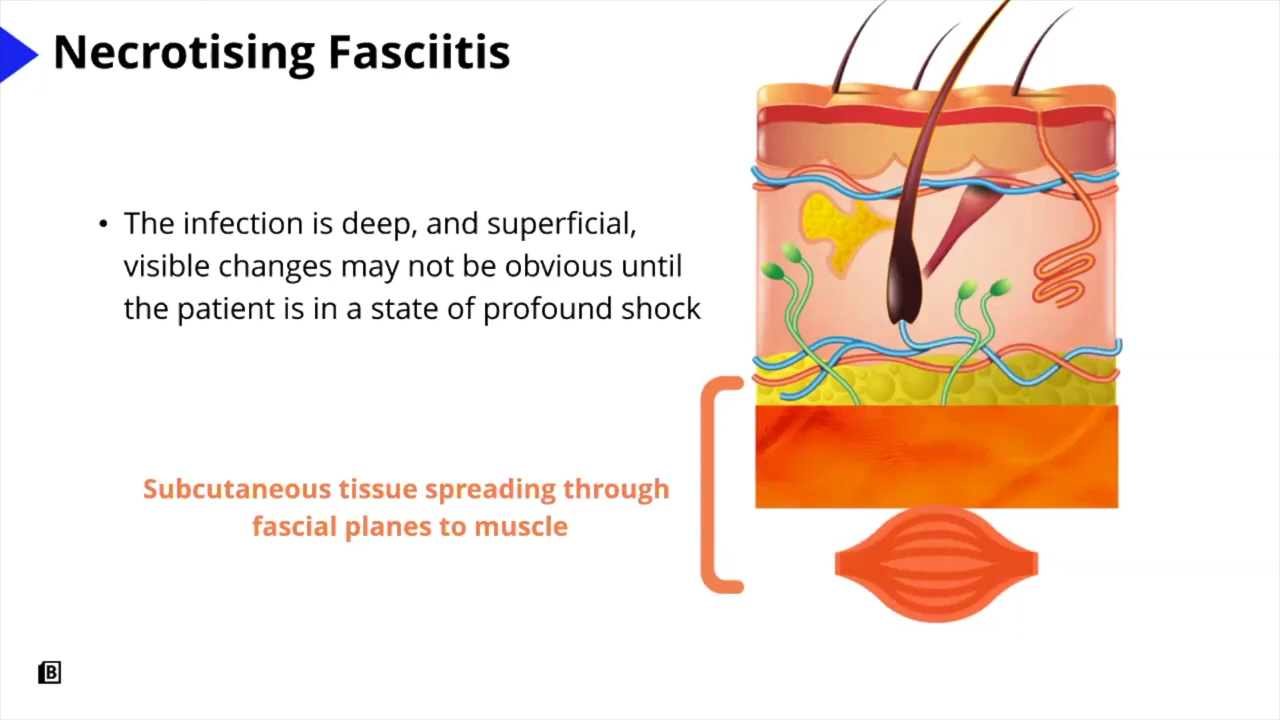 Necrotising Fasciitis
• The infection is deep, and superficial,
visible changes may not be obvious until
the patient is in a state of profound shock
Subcutaneous tissue spreading through
fascial planes to muscle
B